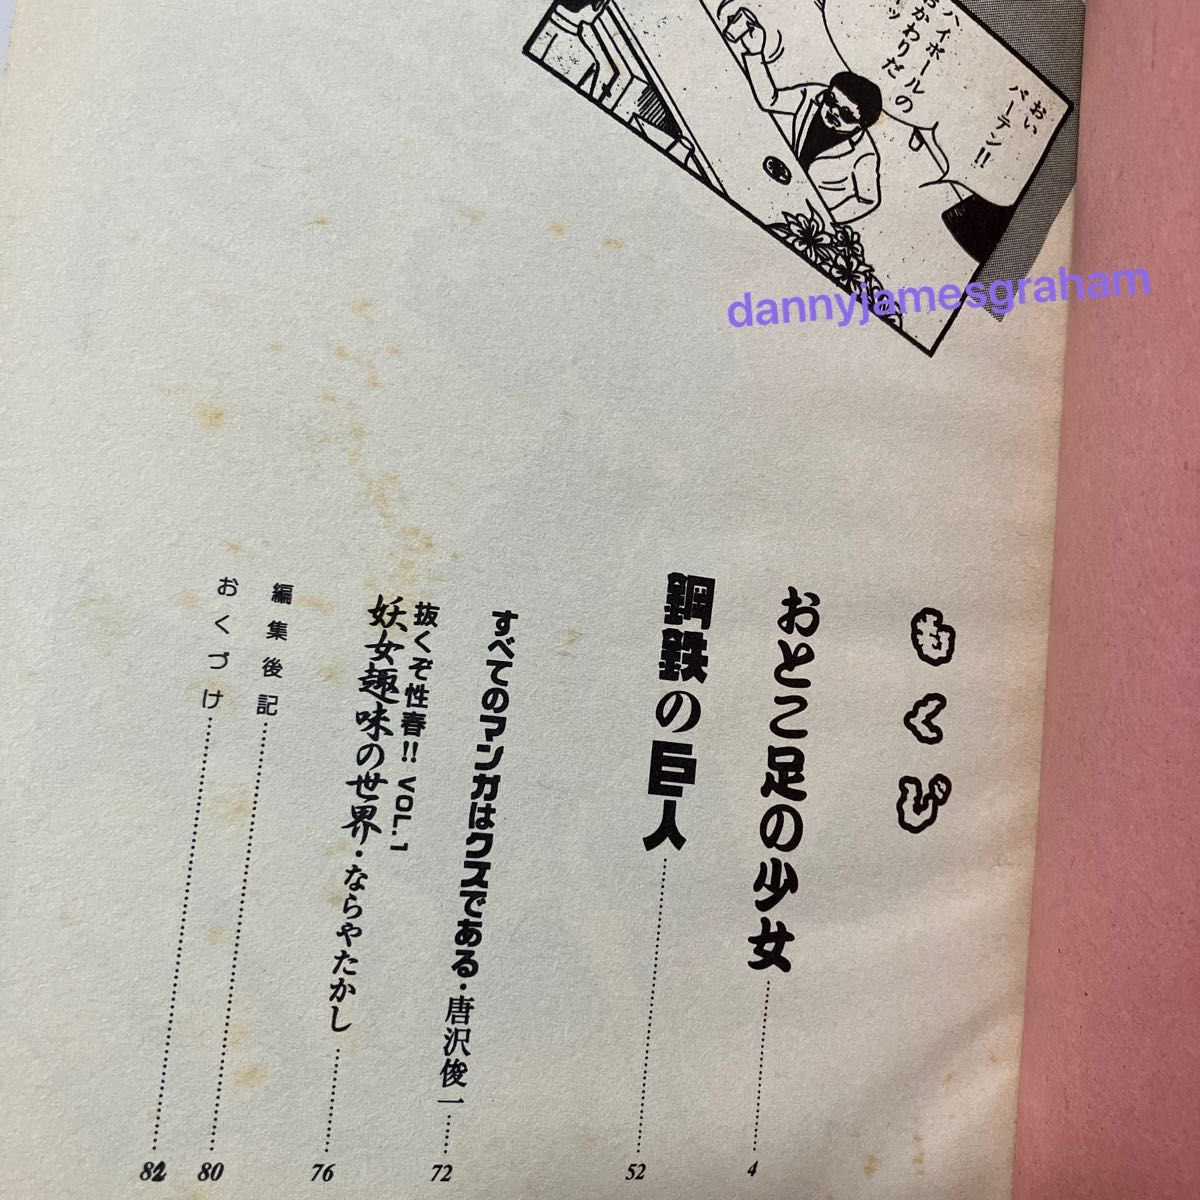 おい
バーテン!!
ハイボールの
おかわりだ
ッ
dannyjamesgraham
もくじ
おとこ足の少女 4
鋼鉄の巨人 52
すべてのマンガはクズである・唐沢俊一 72
抜くぞ性春!! VOL.1
妖女趣味の世界・ならやたかし 76
編集後記 80
おくづけ